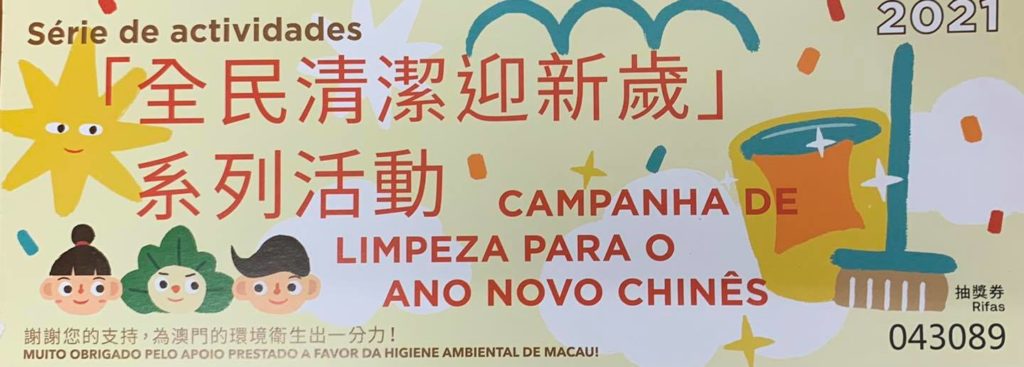 Série de actividades
2021
「全民清潔迎新歲」
系列活動
CAMPANHA DE
LIMPEZA PARA O
ANO NOVO CHINÊS
抽獎券
Rifas
043089
謝謝您的支持，為澳門的環境衛生出一分力！
MUITO OBRIGADO PELO APOIO PRESTADO A FAVOR DA HIGIENE AMBIENTAL DE MACAU!